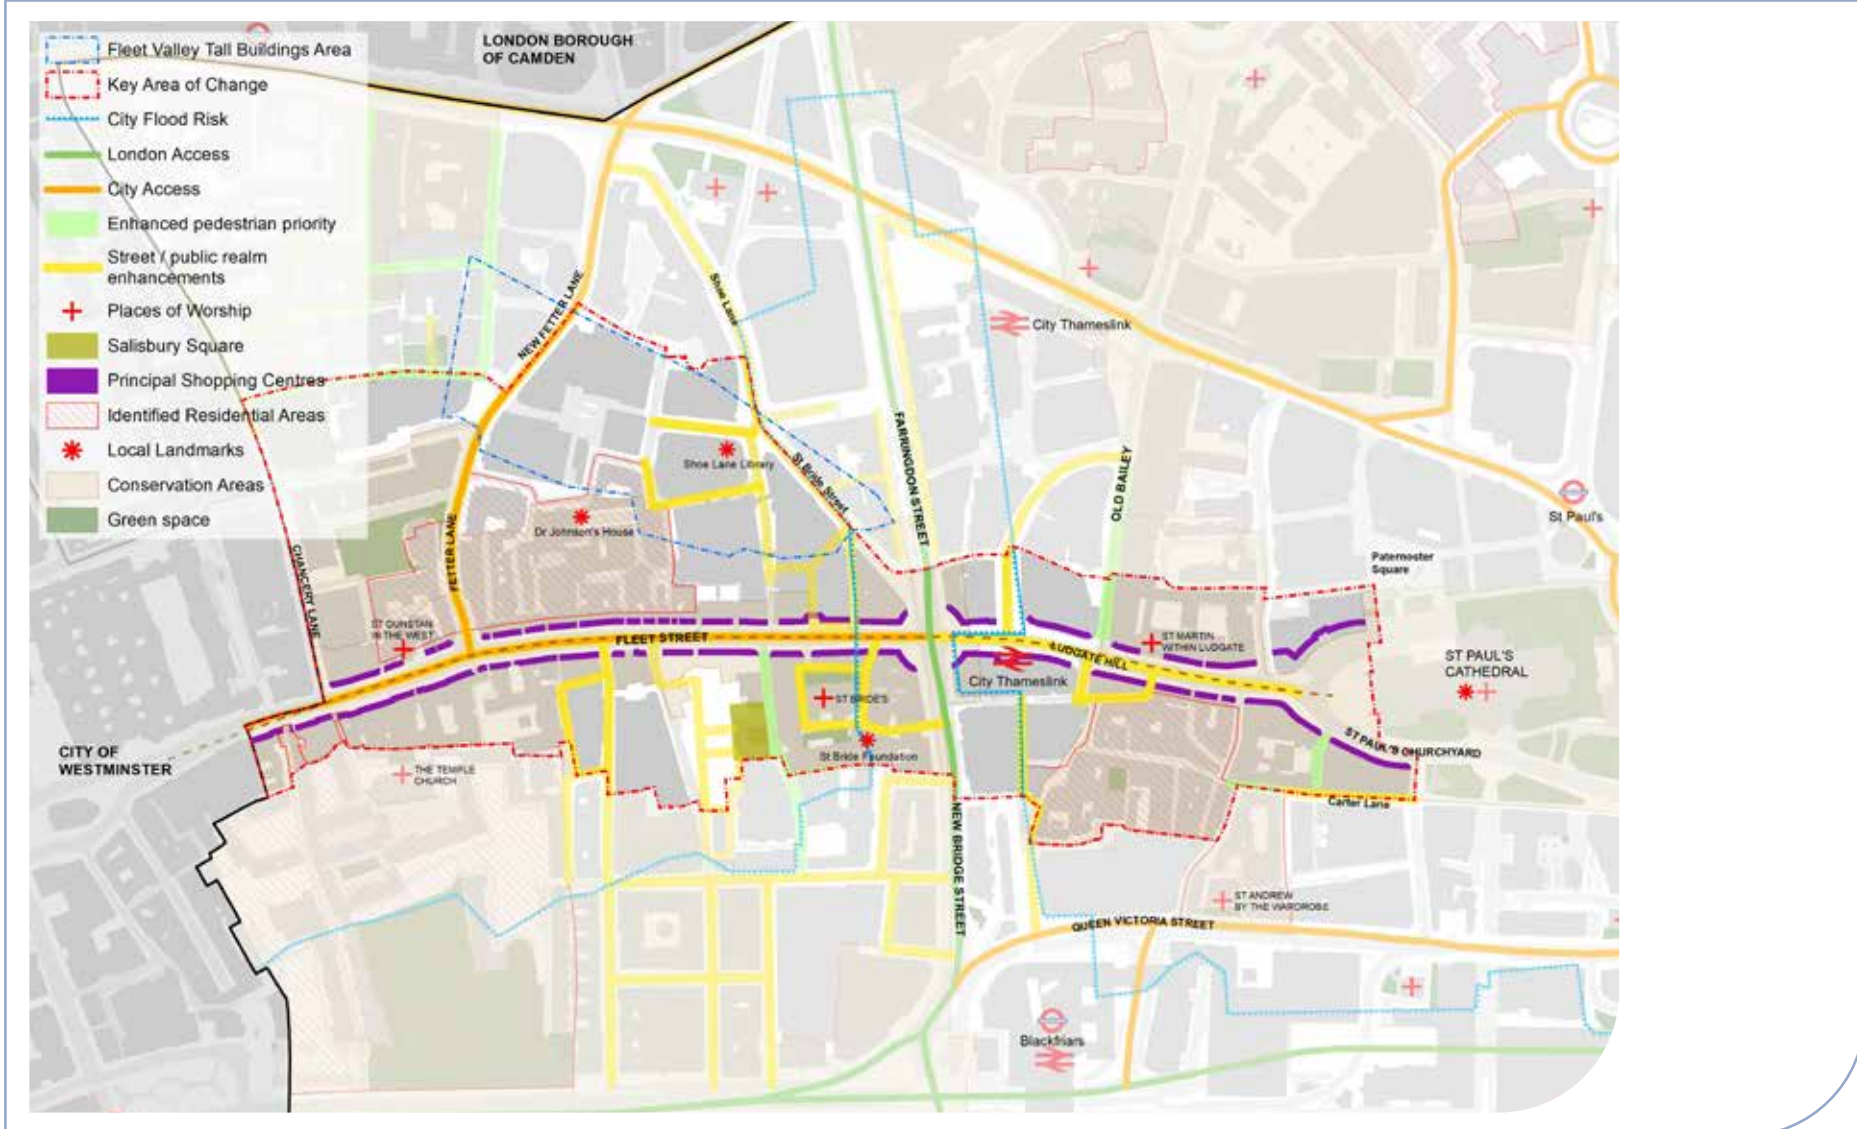 Fleet Valley Tall Buildings Area
Key Area of Change
City Flood Risk
London Access
City Access
Enhanced pedestrian priority
Street / public realm
enhancements
Places of Worship
Salisbury Square
Principal Shopping Centres
Identified Residential Areas
Local Landmarks
Conservation Areas
Green space
LONDON BOROUGH
OF CAMDEN
NEW FETTER LANE
Shoe Lane
City Thameslink
FARRINGDON STREET
OLD BAILEY
Shoe Lane Library
St Bride Street
St Paul's
Dr Johnson's House
FETTER LANE
CHANCERY LANE
Paternoster
Square
ST DUNSTAN
IN THE WEST
FLEET STREET
LUDGATE HILL
ST MARTIN
WITHIN LUDGATE
ST PAUL'S
CATHEDRAL
City Thameslink
ST BRIDE'S
ST PAUL'S CHURCHYARD
CITY OF
WESTMINSTER
THE TEMPLE
CHURCH
St Bride Foundation
Carter Lane
NEW BRIDGE STREET
ST ANDREW
BY THE WARDROBE
QUEEN VICTORIA STREET
Blackfriars